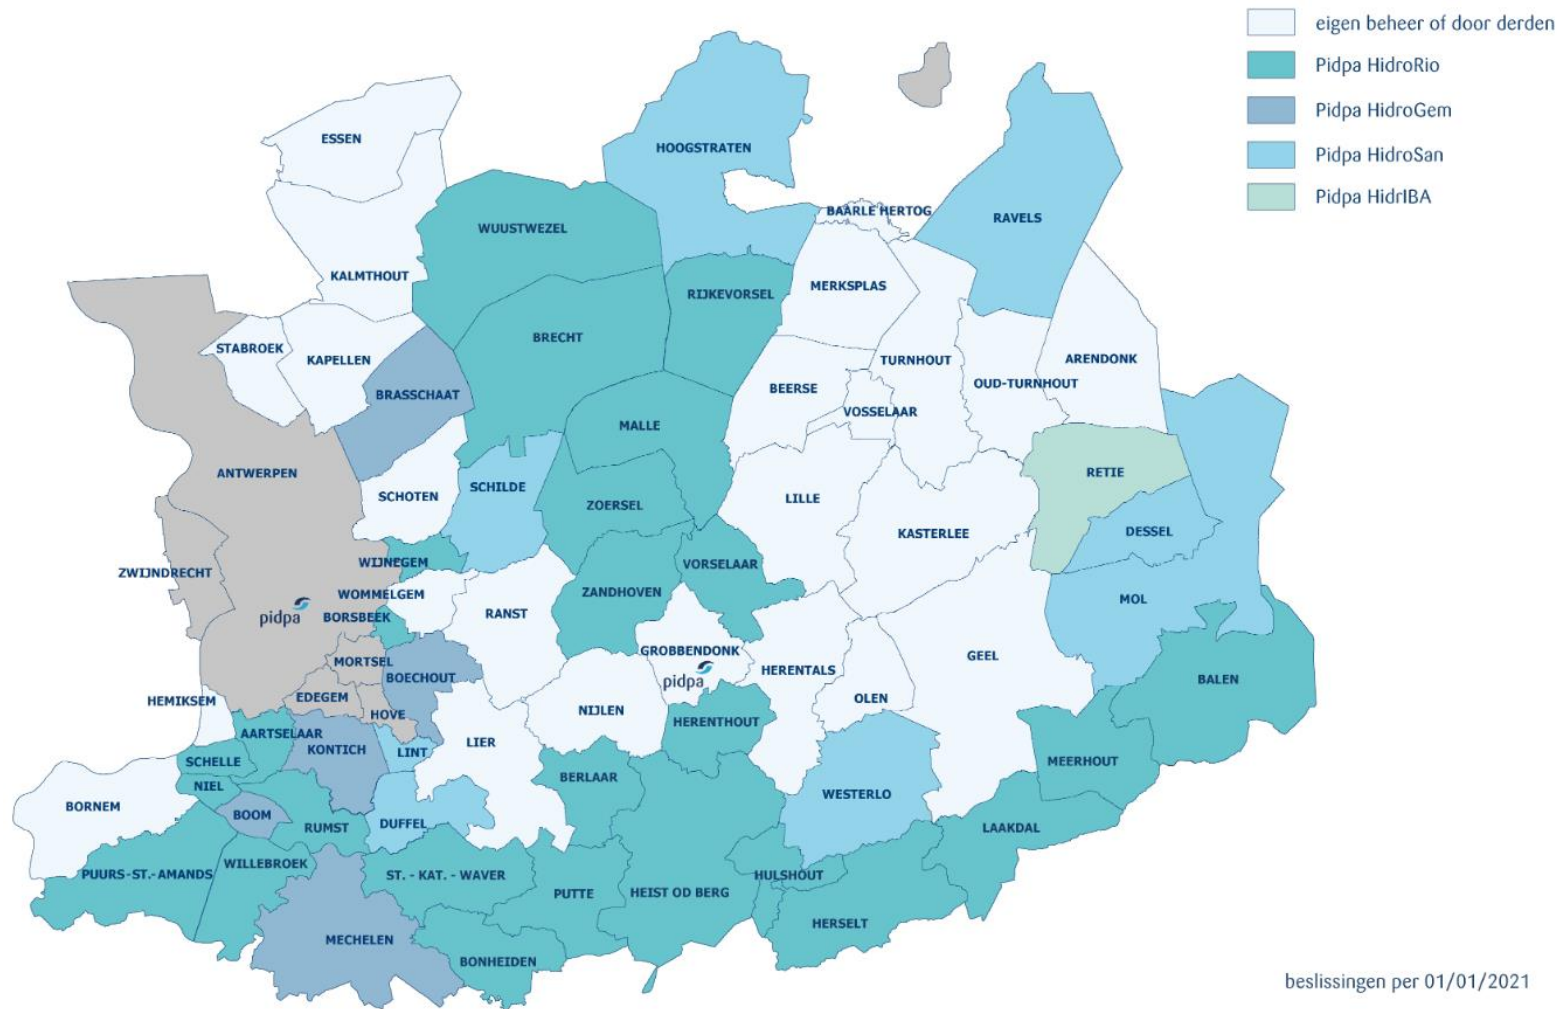 eigen beheer of door derden
Pidpa HidroRio
Pidpa HidroGem
Pidpa HidroSan
Pidpa HidrIBA
ESSEN
HOOGSTRATEN
BAARLE HERTOG
RAVELS
WUUSTWEZEL
KALMTHOUT
MERKSPLAS
RIJKEVORSEL
BRECHT
STABROEK
KAPELLEN
TURNHOUT
ARENDONK
OUD-TURNHOUT
BEERSE
BRASSCHAAT
VOSSELAAR
MALLE
ANTWERPEN
RETIE
SCHILDE
SCHOTEN
LILLE
ZOERSEL
KASTERLEE
DESSEL
WIJNEGEM
VORSELAAR
ZWIJNDRECHT
ZANDHOVEN
WOMMELGEM
MOL
RANST
pidpa
BORSBEEK
GROBBENDONK
GEEL
MORTSEL
HERENTALS
BOECHOUT
BALEN
pidpa
EDEGEM
OLEN
HEMIKSEM
NIJLEN
HOVE
HERENTHOUT
AARTSELAAR
LIER
KONTICH
LINT
SCHELLE
MEERHOUT
BERLAAR
NIEL
WESTERLO
BORNEM
BOOM
DUFFEL
RUMST
LAAKDAL
WILLEBROEK
PUURS-ST.-AMANDS
ST. - KAT. - WAVER
HULSHOUT
PUTTE
HEIST OD BERG
HERSELT
MECHELEN
BONHEIDEN
beslissingen per 01/01/2021